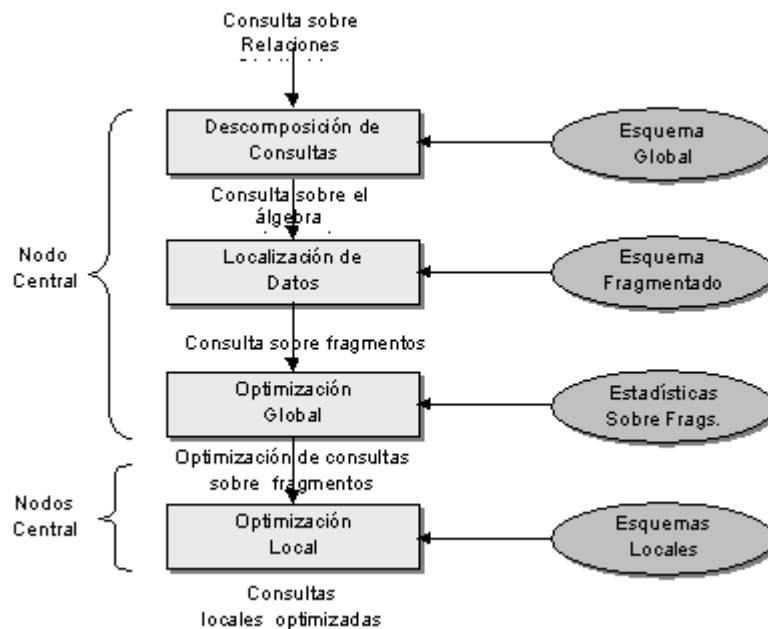 Consulta sobre
Relaciones
Descomposición de
Consultas
Esquema
Global
Consulta sobre el
álgebra
Nodo
Central
Localización de
Datos
Esquema
Fragmentado
Consulta sobre fragmentos
Optimización
Global
Estadísticas
Sobre Frags.
Optimización de consultas
sobre fragmentos
Nodos
Central
Optimización
Local
Esquemas
Locales
Consultas
locales optimizadas